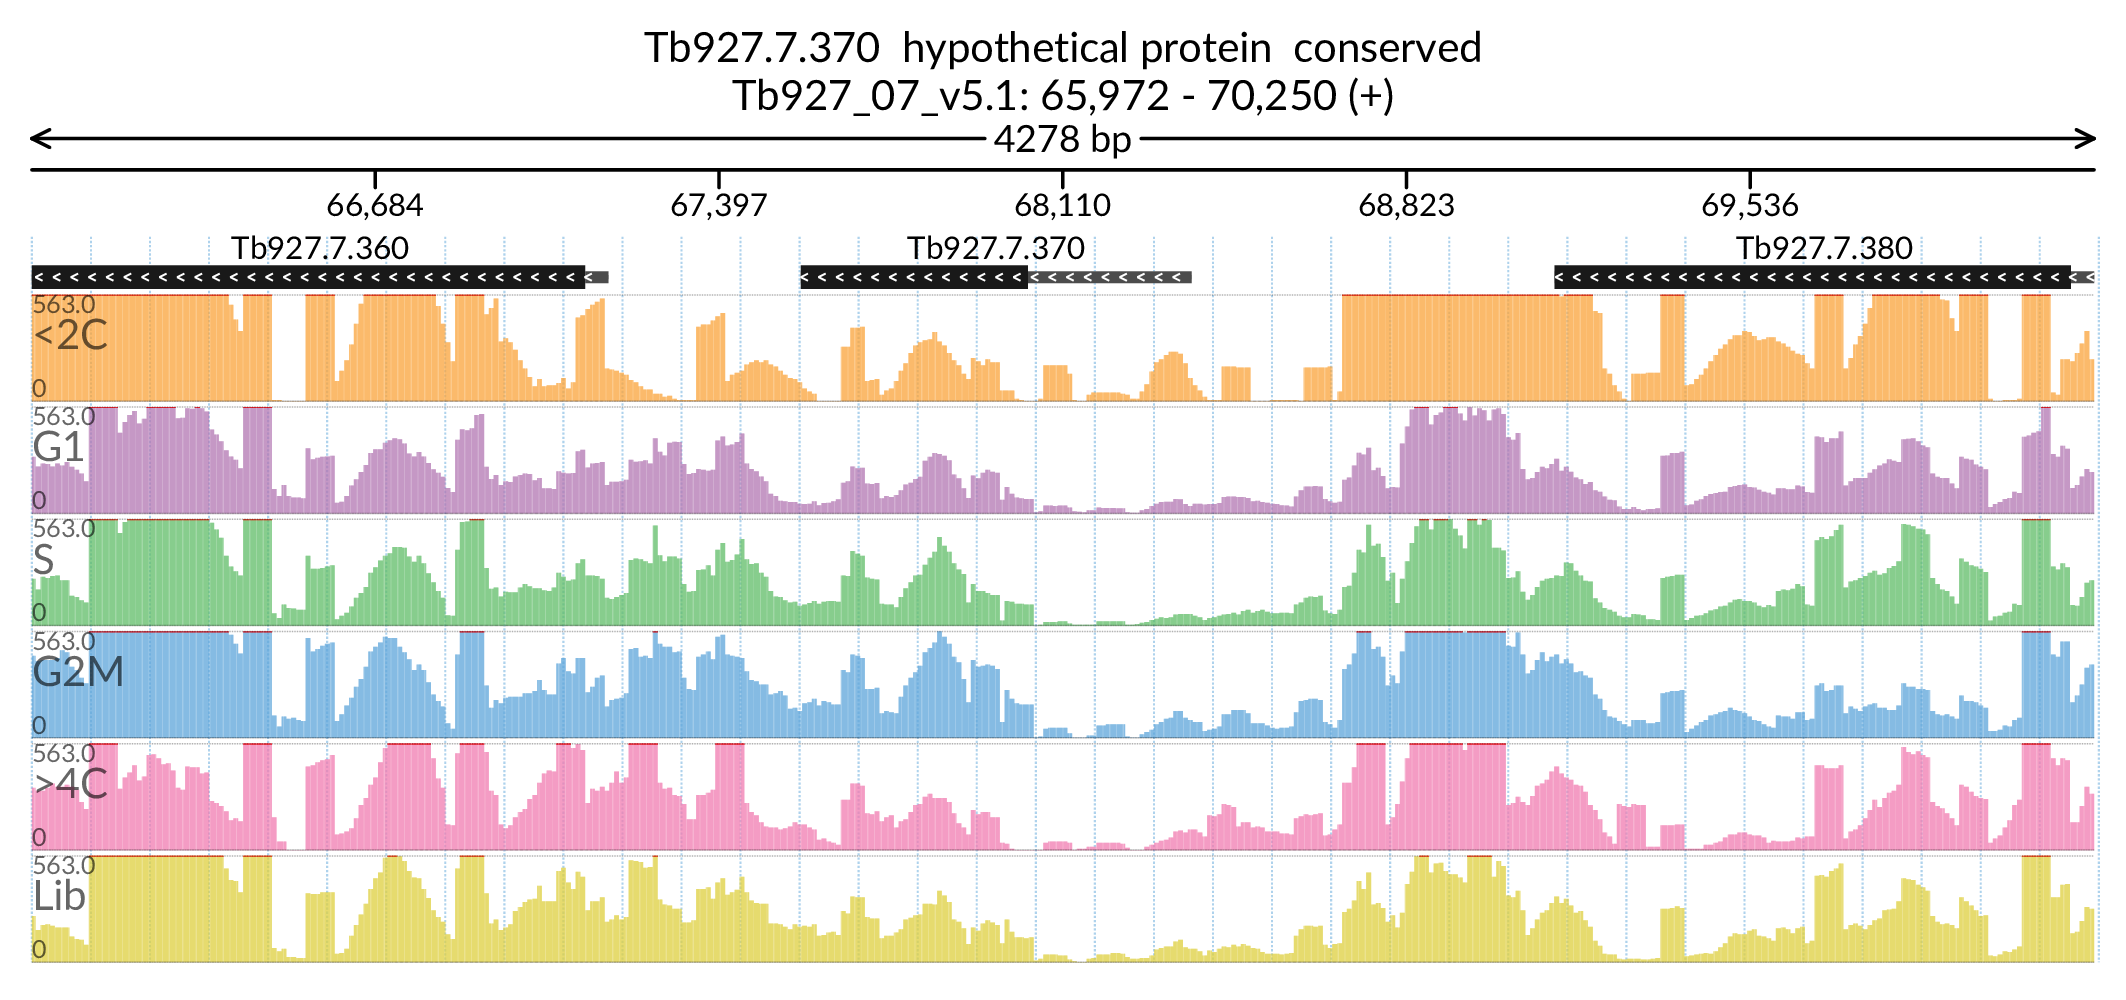 Tb927.7.370 hypothetical protein conserved
Tb927_07_v5.1: 65,972 - 70,250 (+)
4278 bp
66,684 67,397 68,110 68,823 69,536
Tb927.7.360 Tb927.7.370 Tb927.7.380
563.0
<2C
0
563.0
G1
0
563.0
S
0
563.0
G2M
0
563.0
>4C
0
563.0
Lib
0